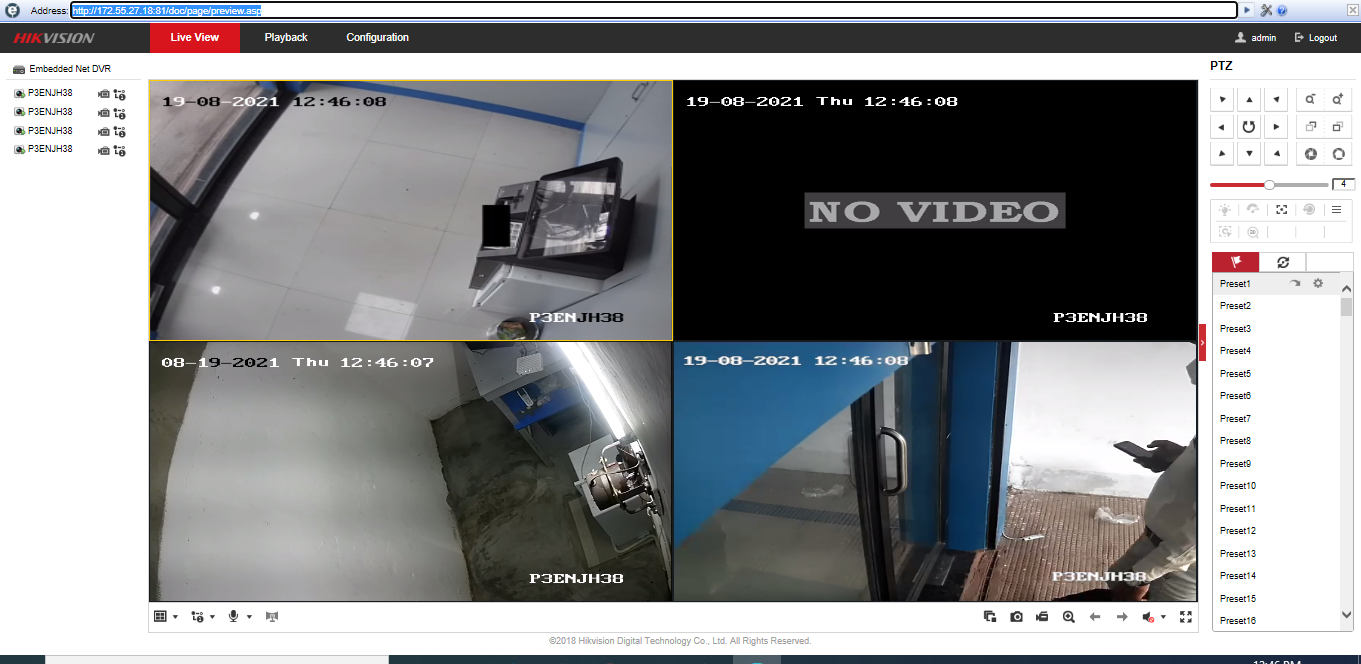 Address: http://172.55.27.18:81/doc/page/preview.asp
HIKVISION
Live View
Playback
Configuration
admin
Logout
Embedded Net DVR
P3ENJH38
P3ENJH38
P3ENJH38
P3ENJH38
19-08-2021 12:46:08
P3ENJH38
19-08-2021 Thu 12:46:08
NO VIDEO
P3ENJH38
08-19-2021 Thu 12:46:07
P3ENJH38
19-08-2021 12:46:08
P3ENJH38
PTZ
4
Preset1
Preset2
Preset3
Preset4
Preset5
Preset6
Preset7
Preset8
Preset9
Preset10
Preset11
Preset12
Preset13
Preset14
Preset15
Preset16
©2018 Hikvision Digital Technology Co., Ltd. All Rights Reserved.
12:46 PM